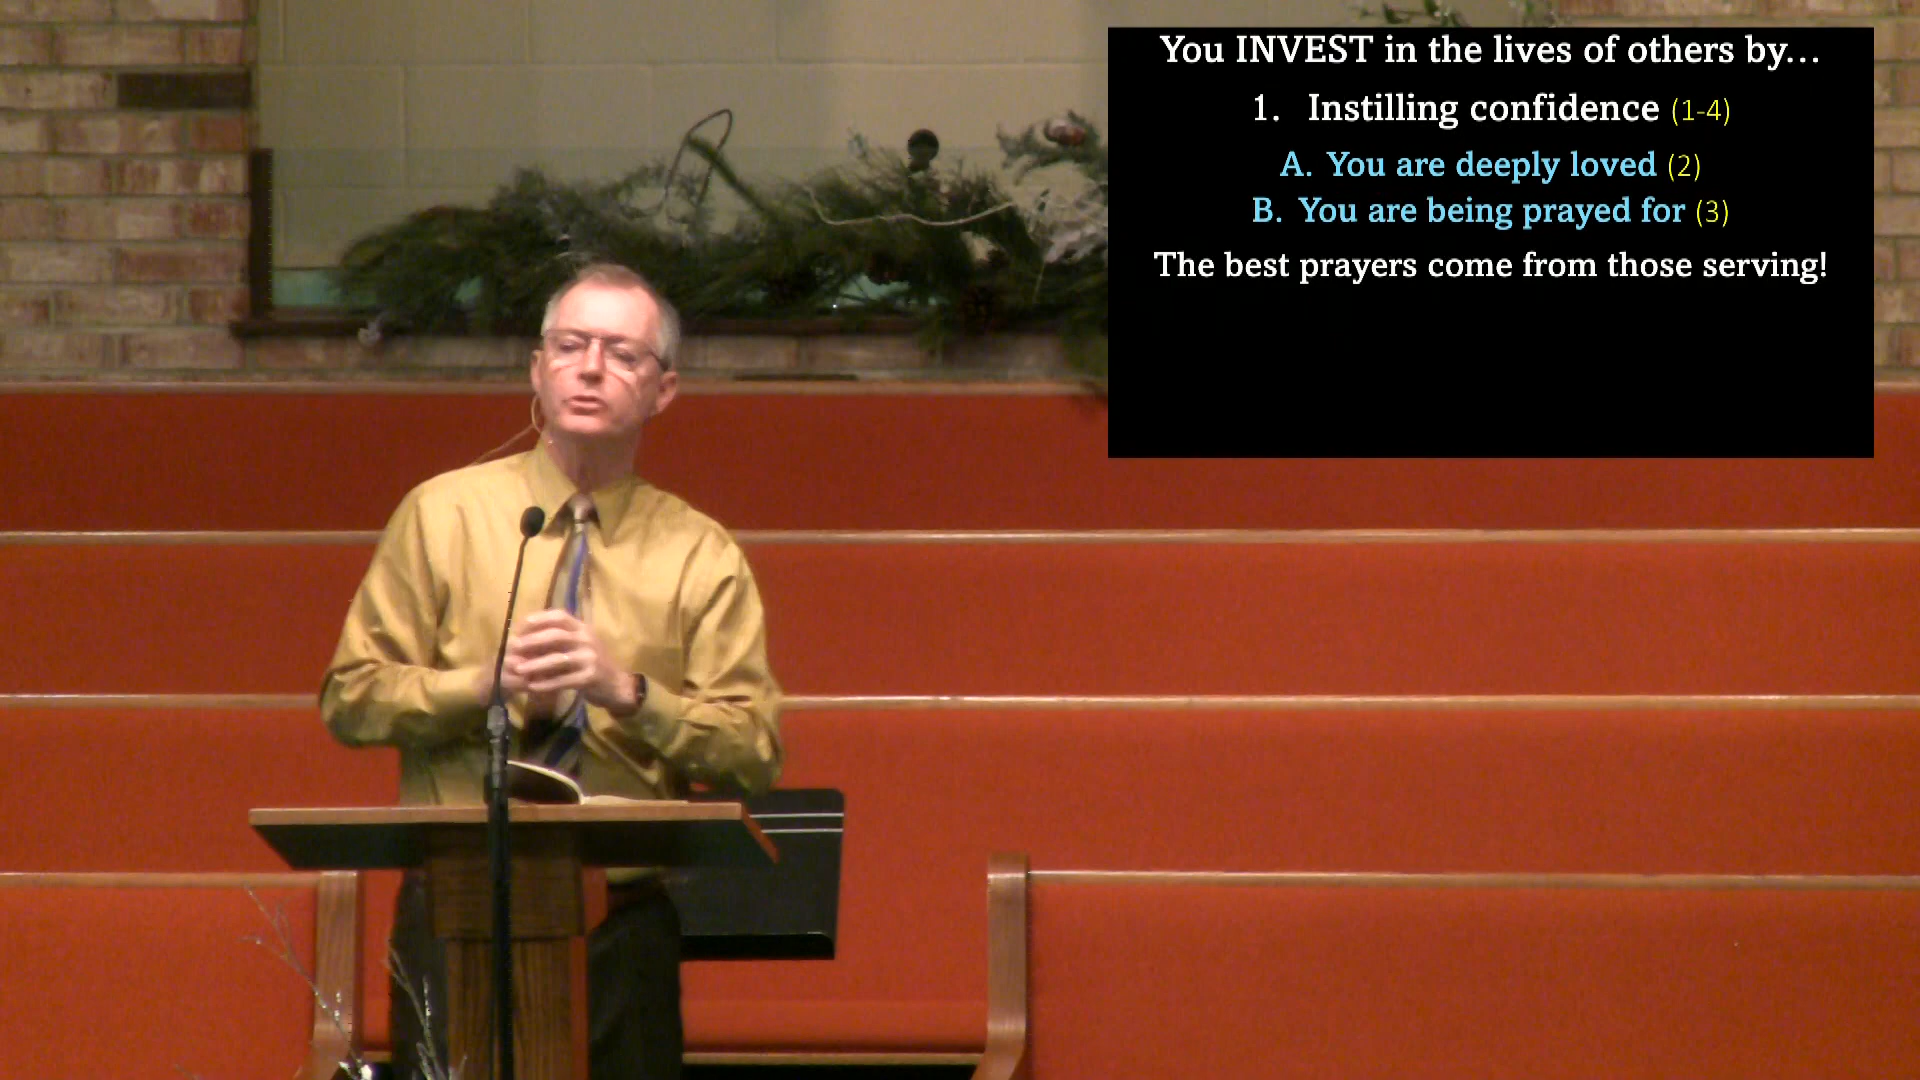 You INVEST in the lives of others by...
1. Instilling confidence (1-4)
A. You are deeply loved (2)
B. You are being prayed for (3)
The best prayers come from those serving!